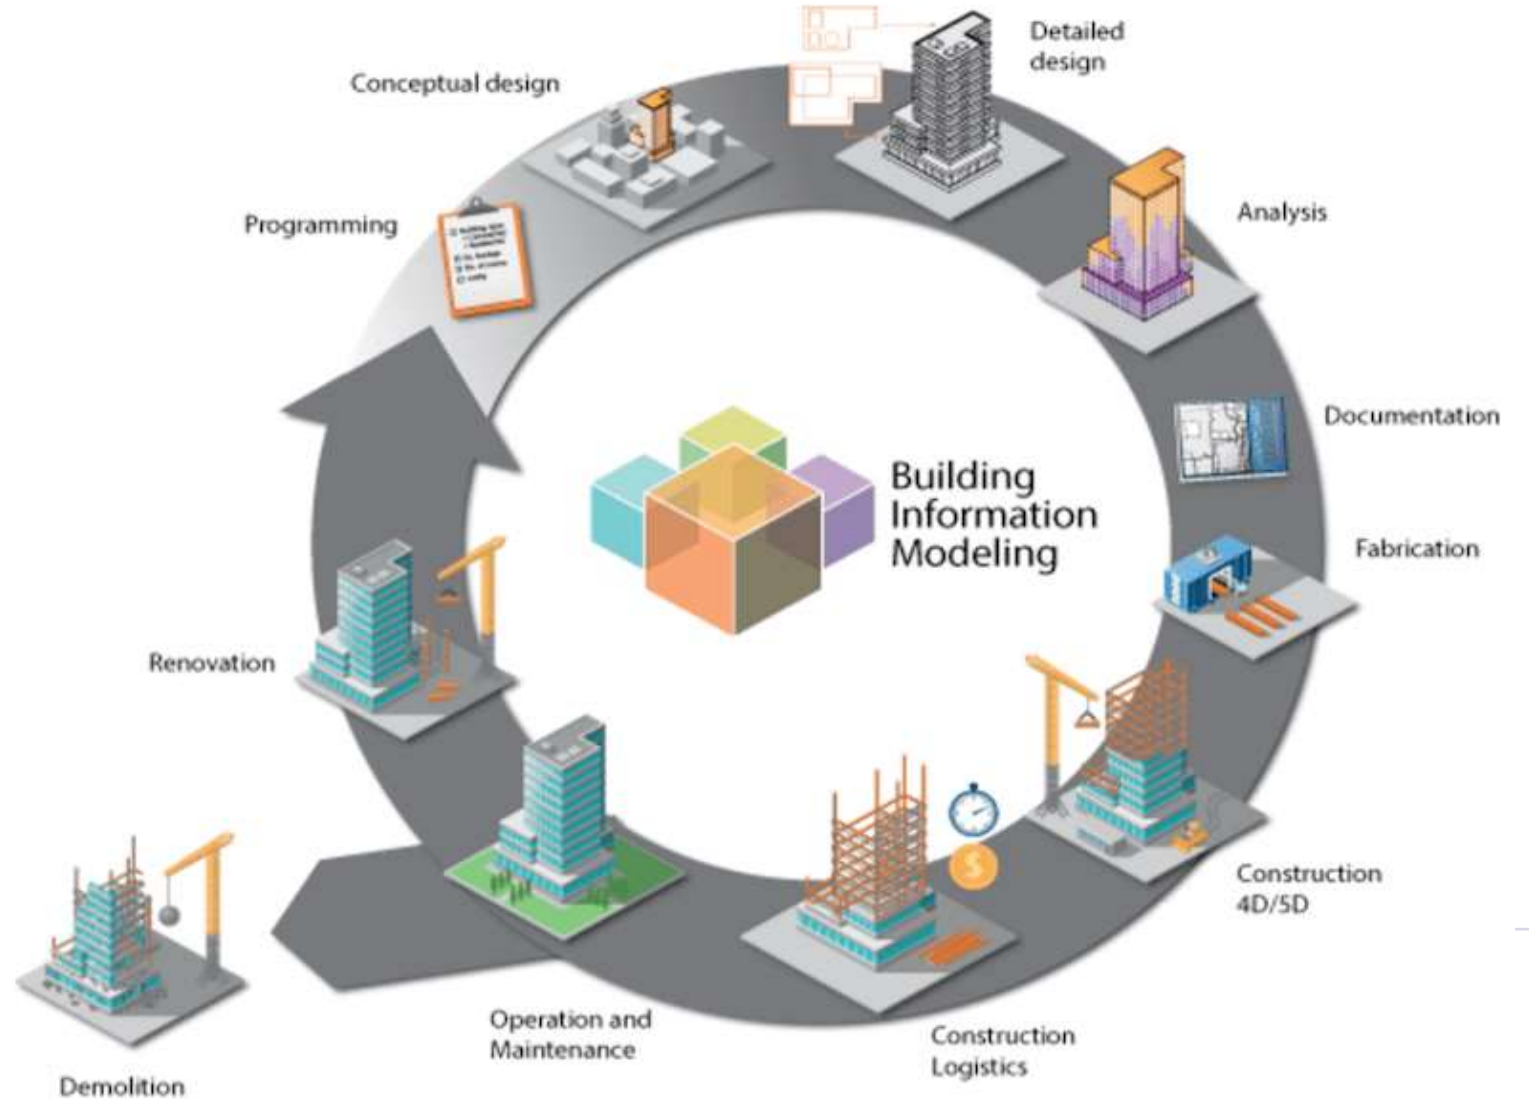 Detailed
design
Conceptual design
Analysis
Programming
Documentation
Building
Information
Modeling
Fabrication
Renovation
Construction
4D/5D
Operation and
Maintenance
Construction
Logistics
Demolition
$